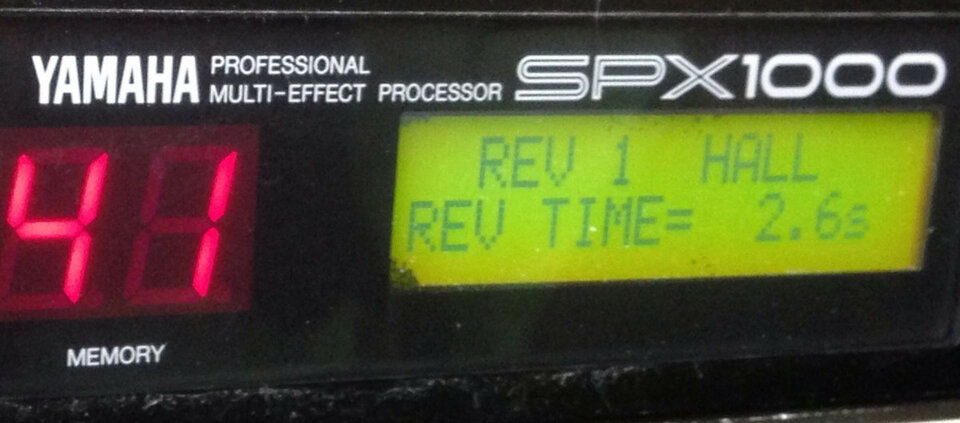 YAMAHA PROFESSIONAL MULTI-EFFECT PROCESSOR SPX1000
41
REV 1 HALL
REV TIME= 2.6s
MEMORY